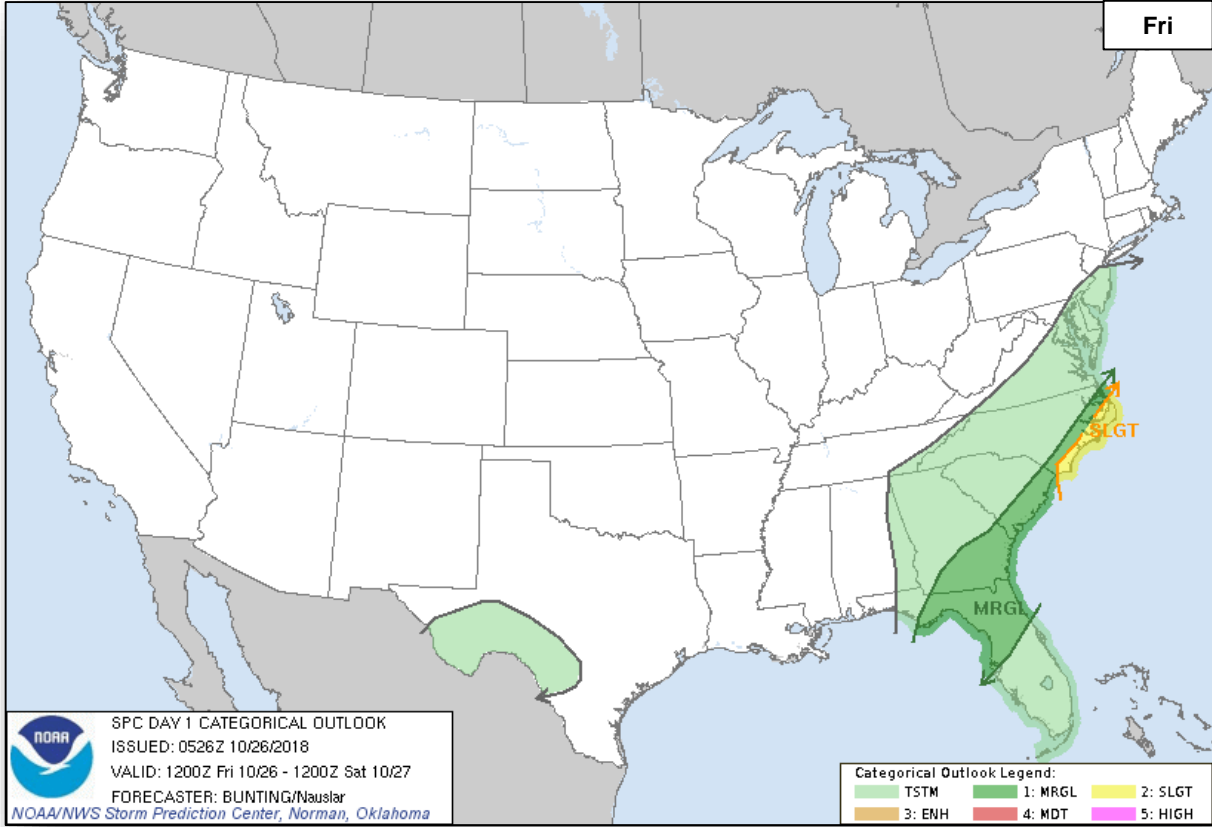 Fri
SLGT
MRGL
NOAA
SPC DAY 1 CATEGORICAL OUTLOOK
ISSUED: 0526Z 10/26/2018
VALID: 1200Z Fri 10/26 - 1200Z Sat 10/27
FORECASTER: BUNTING/Nauslar
NOAA/NWS Storm Prediction Center, Norman, Oklahoma
Categorical Outlook Legend:
TSTM 1: MRGL 2: SLGT
3: ENH 4: MDT 5: HIGH